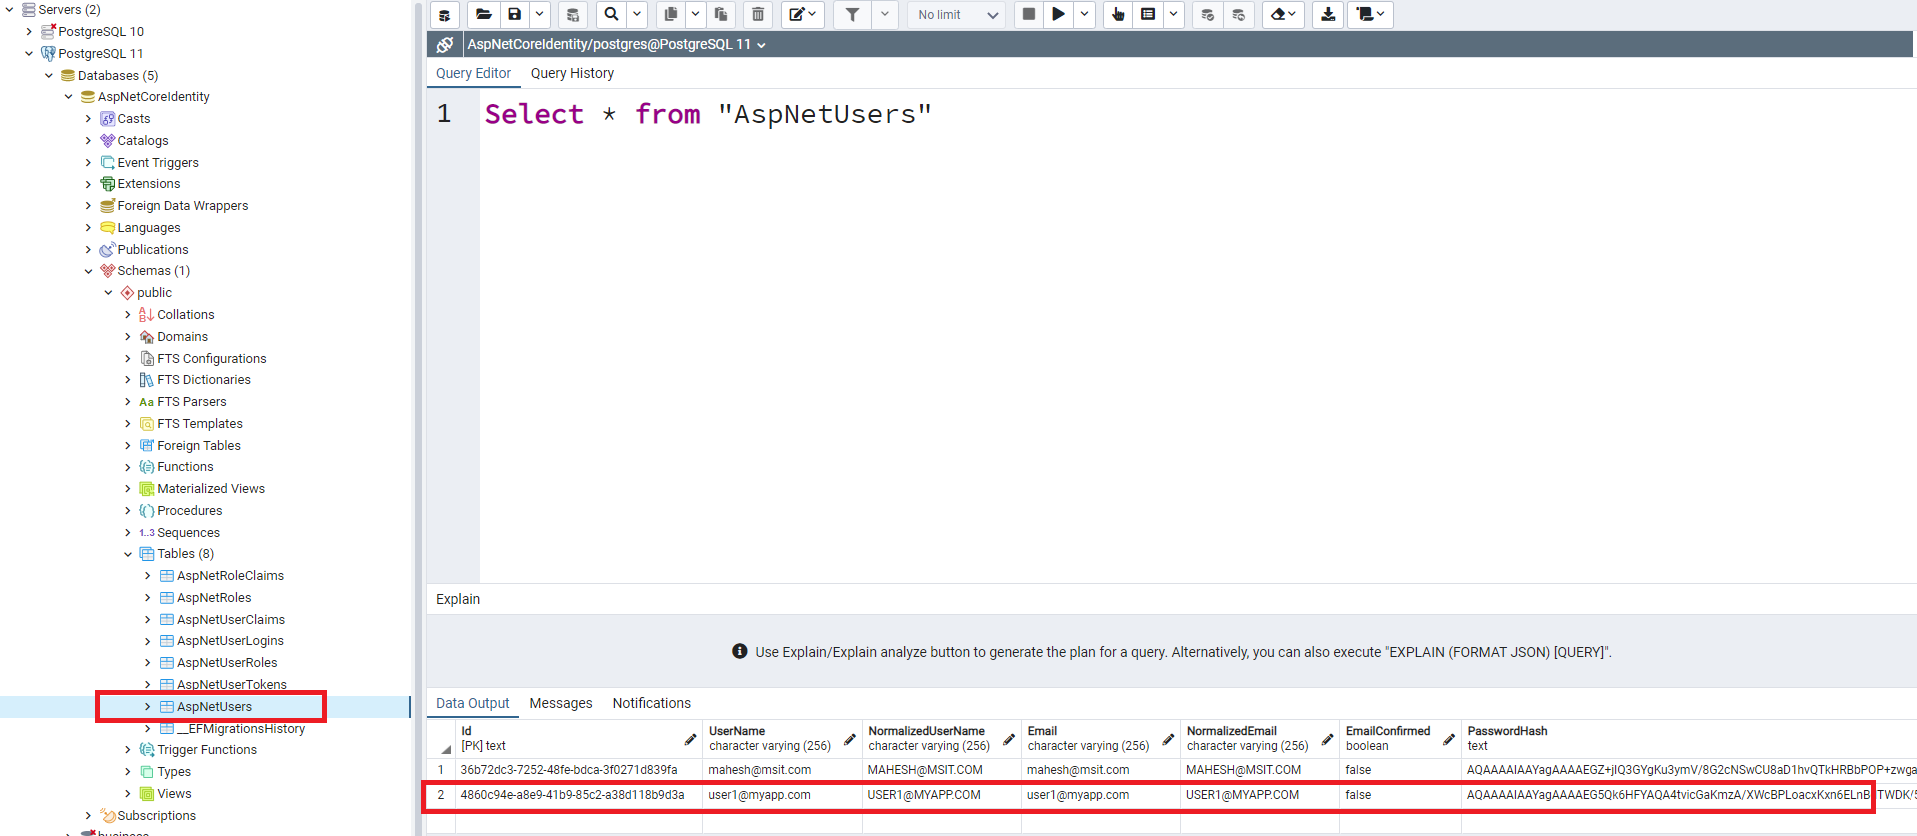 Servers (2)
PostgreSQL 10
PostgreSQL 11
Databases (5)
AspNetCoreIdentity
Casts
Catalogs
Event Triggers
Extensions
Foreign Data Wrappers
Languages
Publications
Schemas (1)
public
Collations
Domains
FTS Configurations
FTS Dictionaries
Aa FTS Parsers
FTS Templates
Foreign Tables
Functions
Materialized Views
Procedures
1..3 Sequences
Tables (8)
AspNetRoleClaims
AspNetRoles
AspNetUserClaims
AspNetUserLogins
AspNetUserRoles
AspNetUserTokens
AspNetUsers
__EFMigrationsHistory
Trigger Functions
Types
Views
Subscriptions
business
No limit
AspNetCoreIdentity/postgres@PostgreSQL 11
Query Editor Query History
1 Select * from "AspNetUsers"
Explain
Use Explain/Explain analyze button to generate the plan for a query. Alternatively, you can also execute "EXPLAIN (FORMAT JSON) [QUERY]".
Data Output Messages Notifications
Id UserName NormalizedUserName Email NormalizedEmail EmailConfirmed PasswordHash
[PK] text character varying (256) character varying (256) character varying (256) character varying (256) boolean text
1 36b72dc3-7252-48fe-bdca-3f0271d839fa mahesh@msit.com MAHESH@MSIT.COM mahesh@msit.com MAHESH@MSIT.COM false
2 4860c94e-a8e9-41b9-85c2-a38d118b9d3a user1@myapp.com USER1@MYAPP.COM user1@myapp.com USER1@MYAPP.COM false